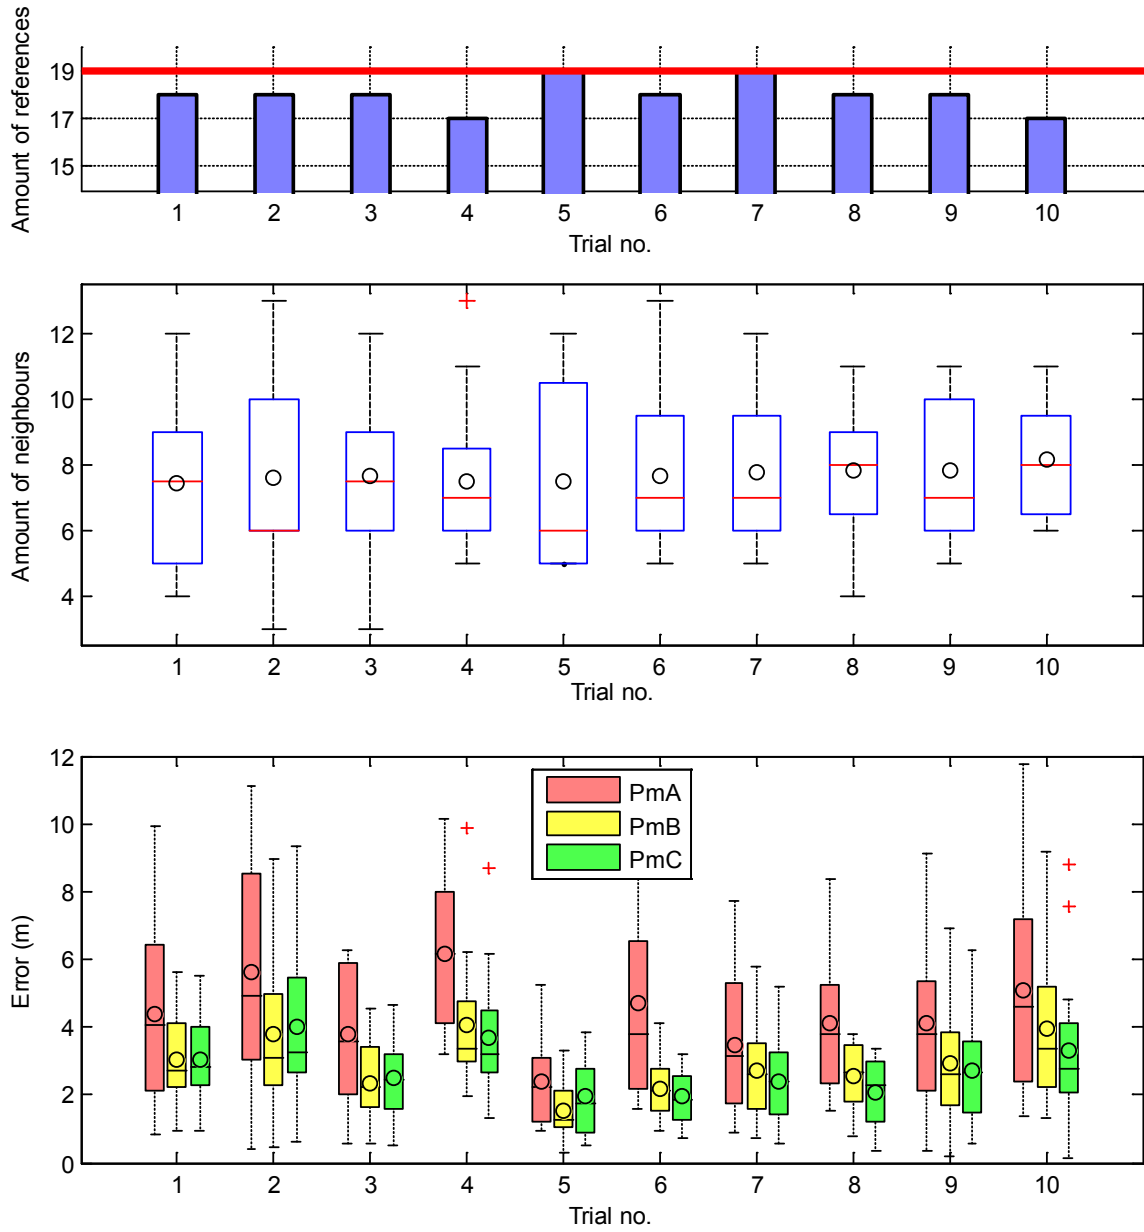 Amount of references
19
17
15
1 2 3 4 5 6 7 8 9 10
Trial no.
Amount of neighbours
12
10
8
6
4
1 2 3 4 5 6 7 8 9 10
Trial no.
Error (m)
12
10
8
6
4
2
0
PmA
PmB
PmC
1 2 3 4 5 6 7 8 9 10
Trial no.